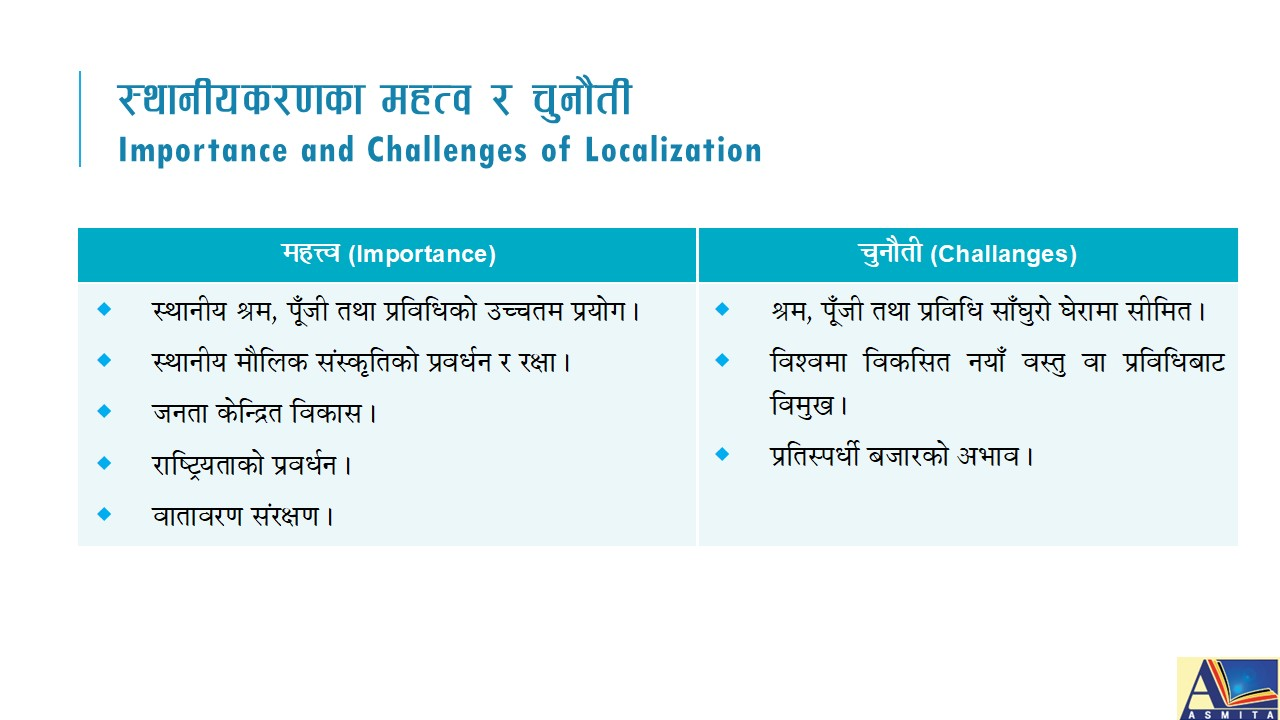 स्थानीयकरणका महत्व र चुनौती
Importance and Challenges of Localization
महत्त्व (Importance)
स्थानीय श्रम, पूँजी तथा प्रविधिको उच्चतम प्रयोग।
स्थानीय मौलिक संस्कृतिको प्रवर्धन र रक्षा।
जनता केन्द्रित विकास।
राष्ट्रियताको प्रवर्धन।
वातावरण संरक्षण।
चुनौती (Challanges)
श्रम, पूँजी तथा प्रविधि साँघुरो घेरामा सीमित।
विश्वमा विकसित नयाँ वस्तु वा प्रविधिबाट
विमुख।
प्रतिस्पर्धी बजारको अभाव।
ASMITA